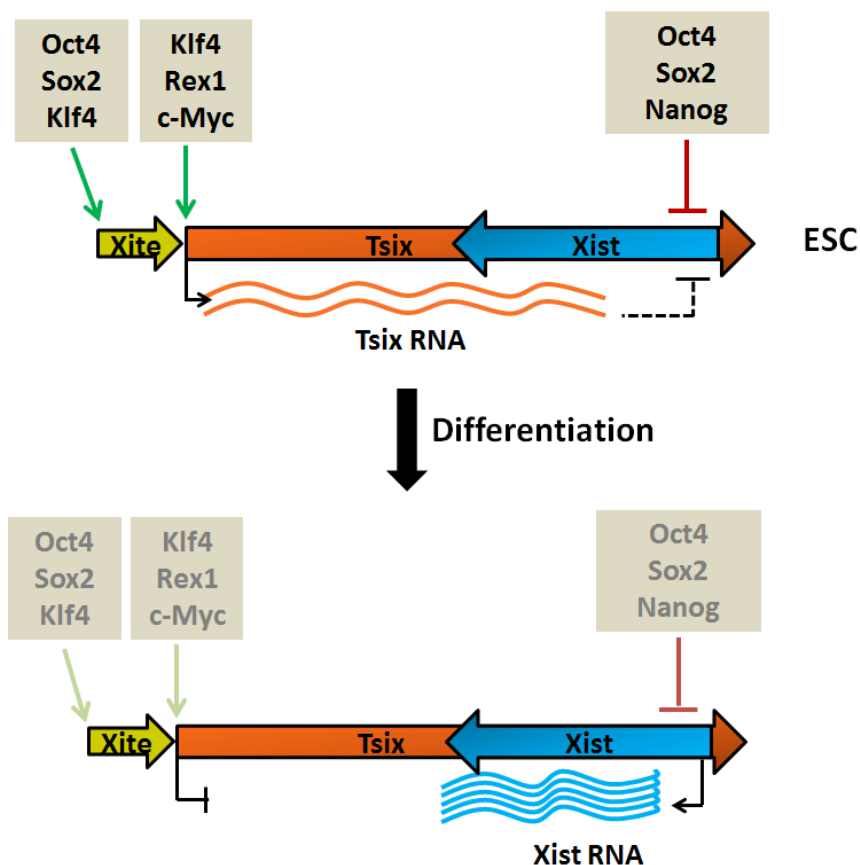 Oct4
Sox2
Klf4
Klf4
Rex1
c-Myc
Oct4
Sox2
Nanog
Xite
Tsix
Xist
ESC
Tsix RNA
Differentiation
Oct4
Sox2
Klf4
Klf4
Rex1
c-Myc
Oct4
Sox2
Nanog
Xite
Tsix
Xist
Xist RNA